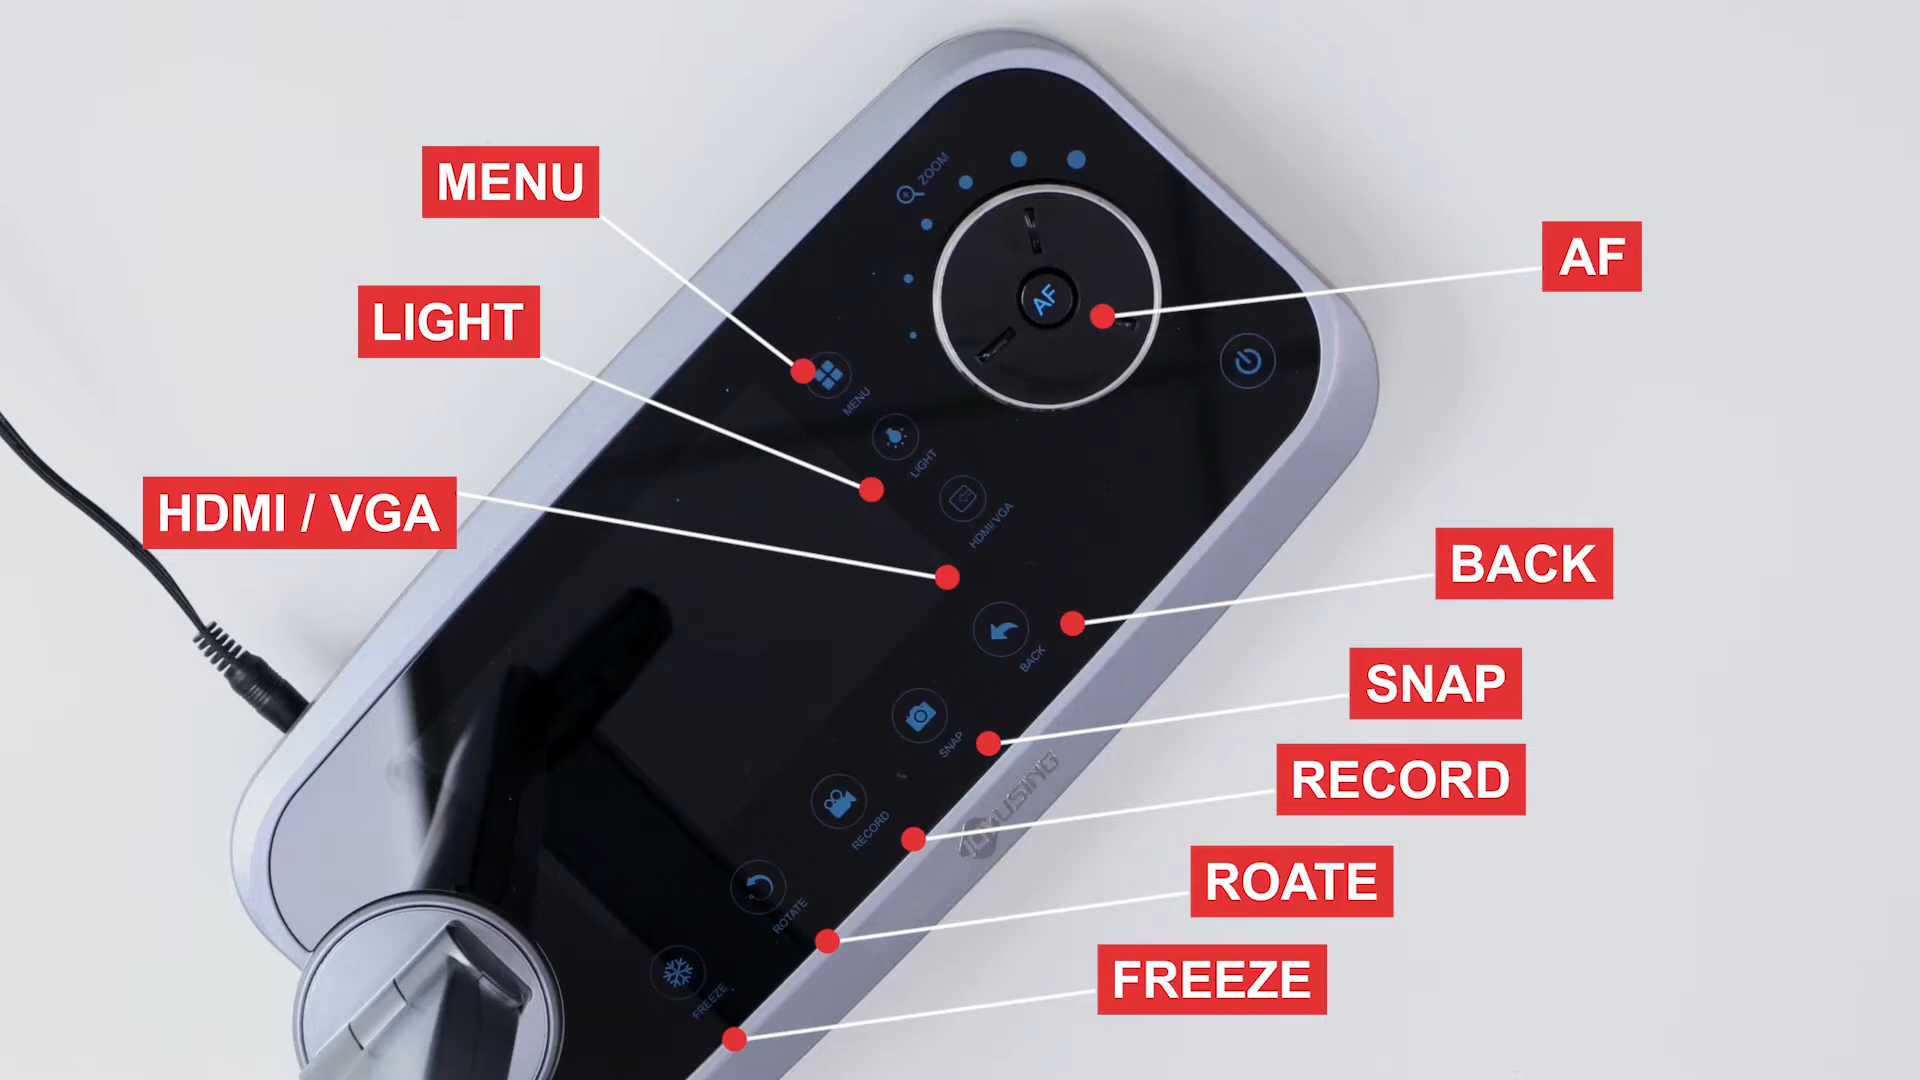 MENU
LIGHT
HDMI / VGA
AF
BACK
SNAP
RECORD
ROATE
FREEZE
ZOOM
AF
MENU
LIGHT
HDMI/ VGA
BACK
SNAP
RECORD
ROTATE
FREEZE
JOYUSING